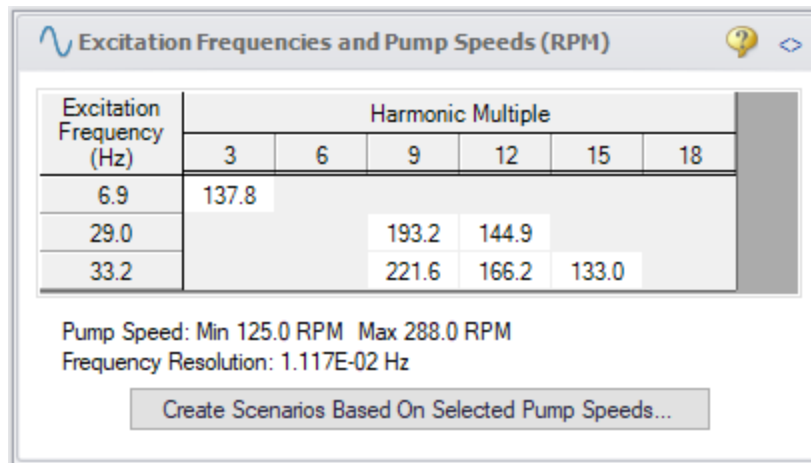 Excitation Frequencies and Pump Speeds (RPM)
<>
Excitation Frequency (Hz) Harmonic Multiple
3 6 9 12 15 18
6.9 137.8
29.0 193.2 144.9
33.2 221.6 166.2 133.0
Pump Speed: Min 125.0 RPM Max 288.0 RPM
Frequency Resolution: 1.117E-02 Hz
Create Scenarios Based On Selected Pump Speeds...